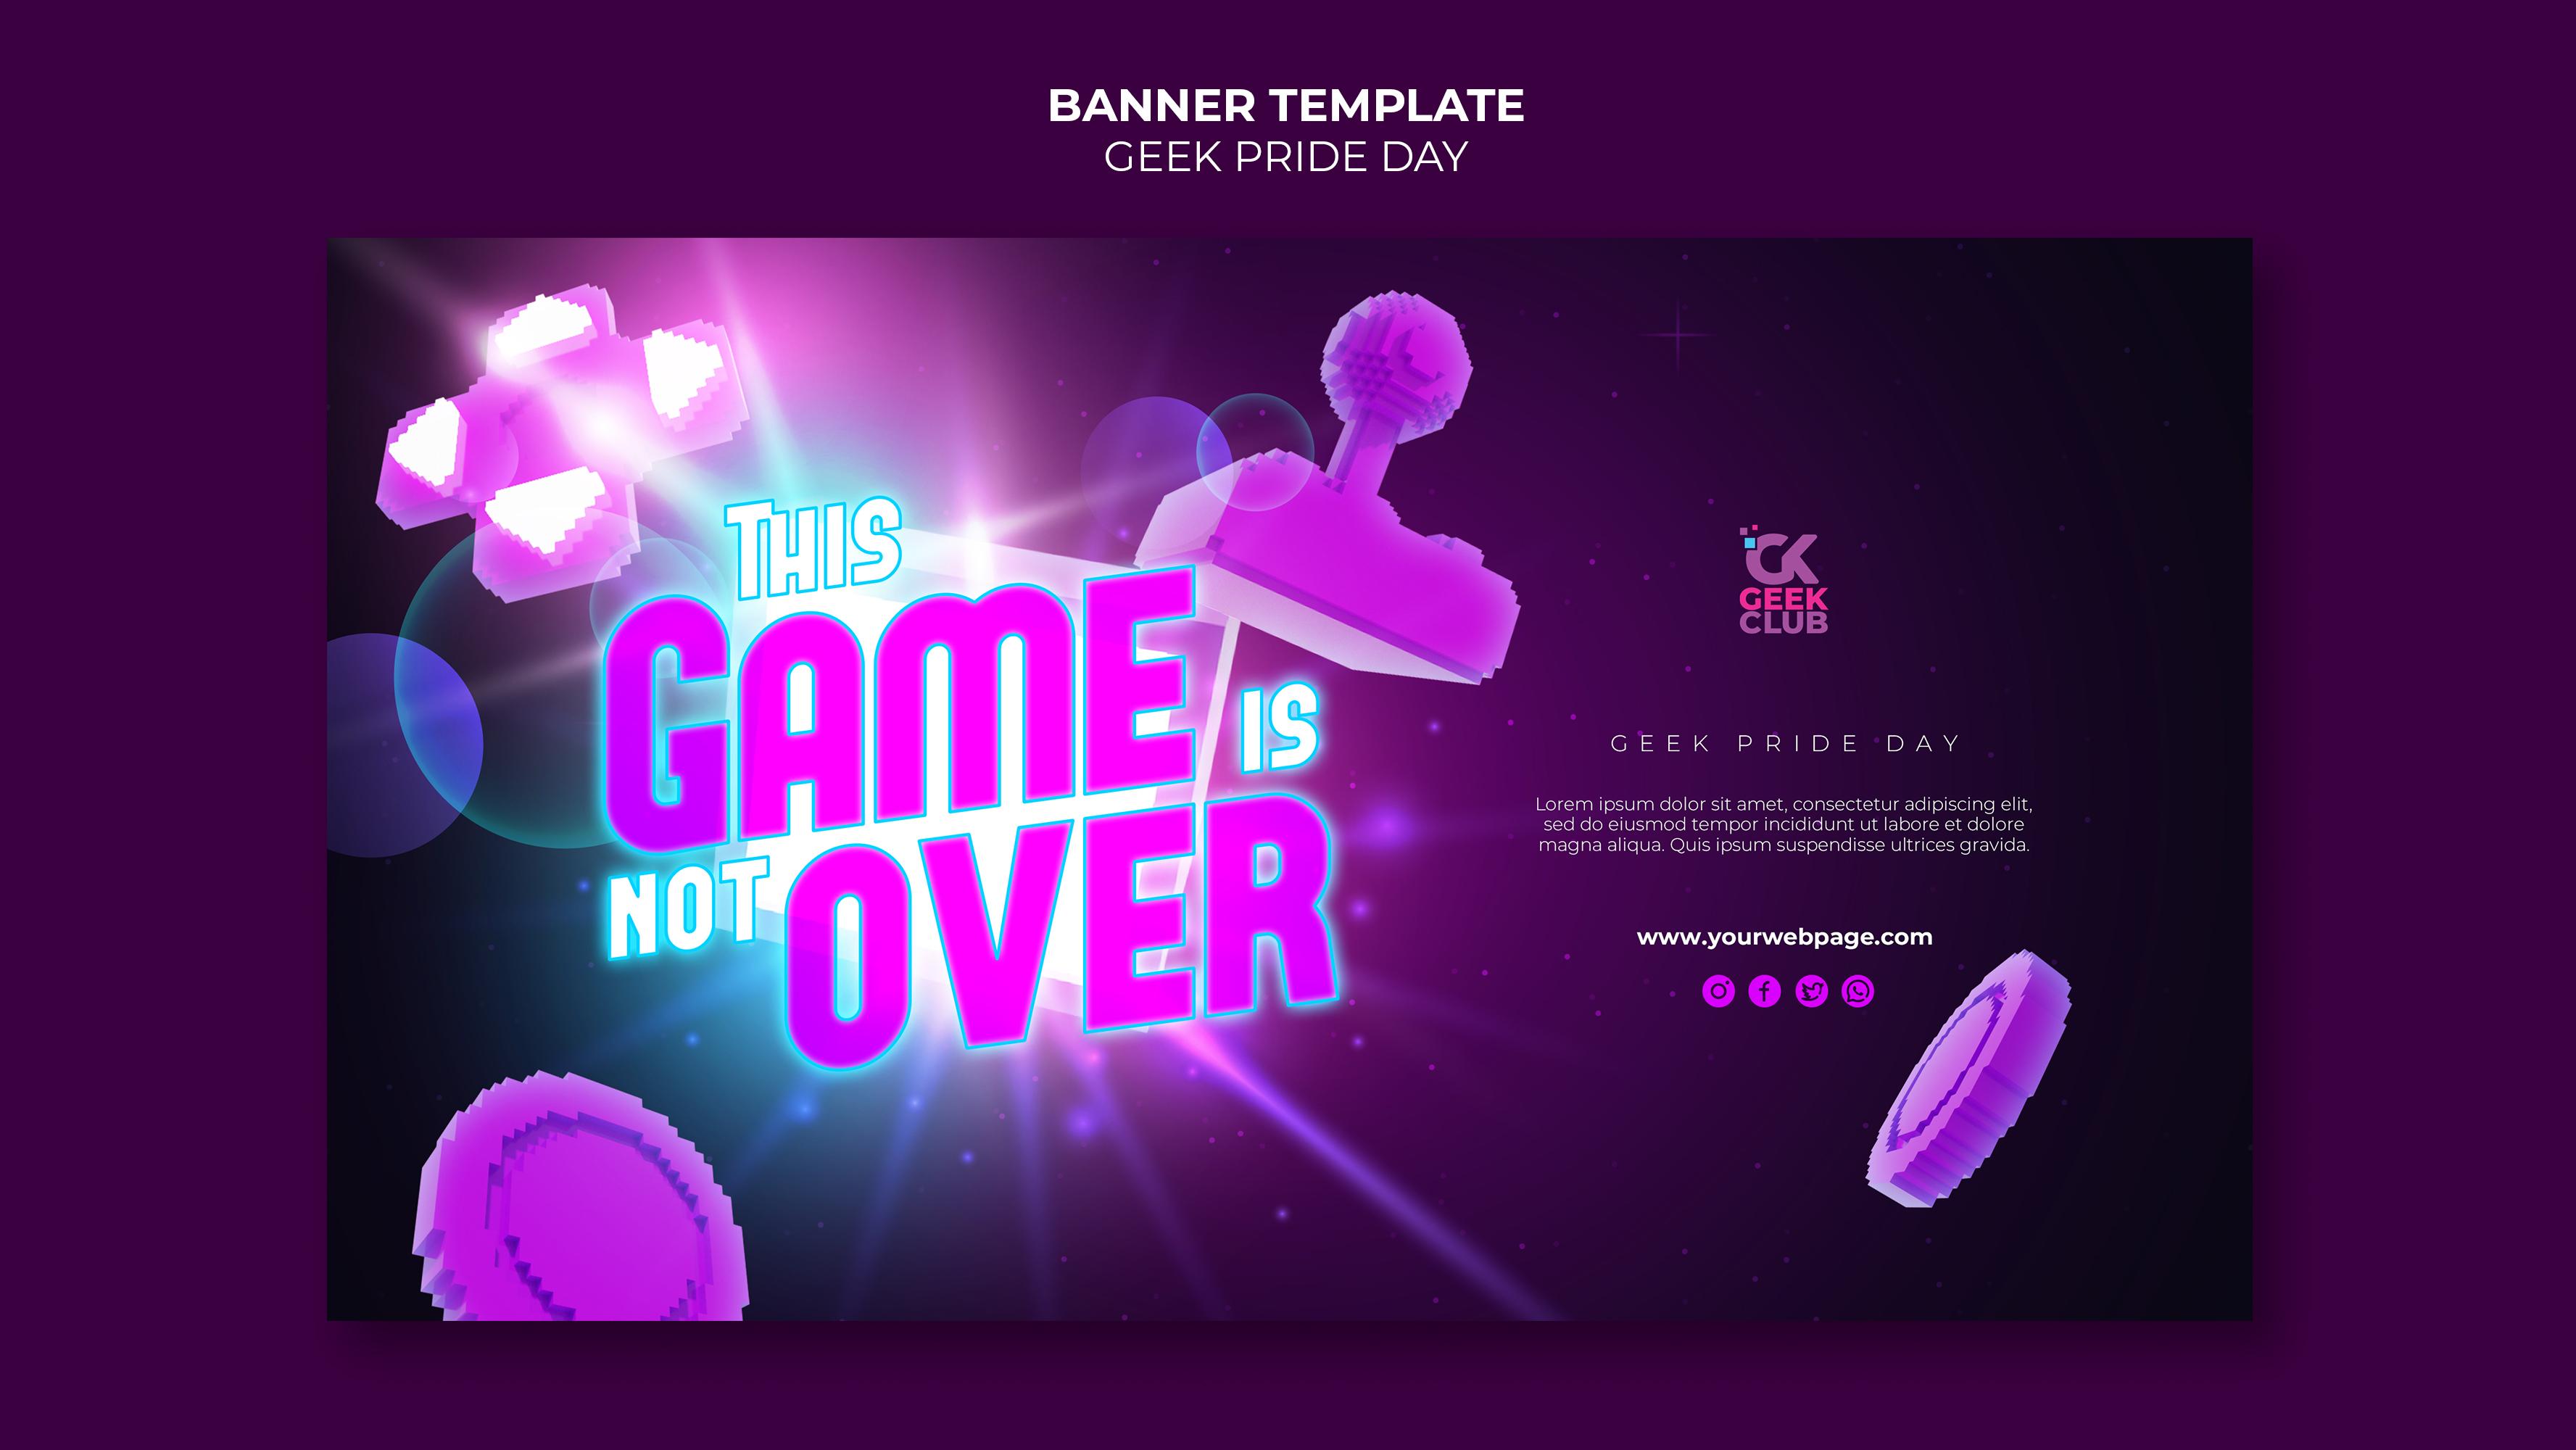 BANNER TEMPLATE
GEEK PRIDE DAY
THIS
GAME IS
NOT OVER
CK
GEEK
CLUB
GEEK PRIDE DAY
Lorem ipsum dolor sit amet, consectetur adipiscing elit,
sed do eiusmod tempor incididunt ut labore et dolore
magna aliqua. Quis ipsum suspendisse ultrices gravida.
www.yourwebpage.com